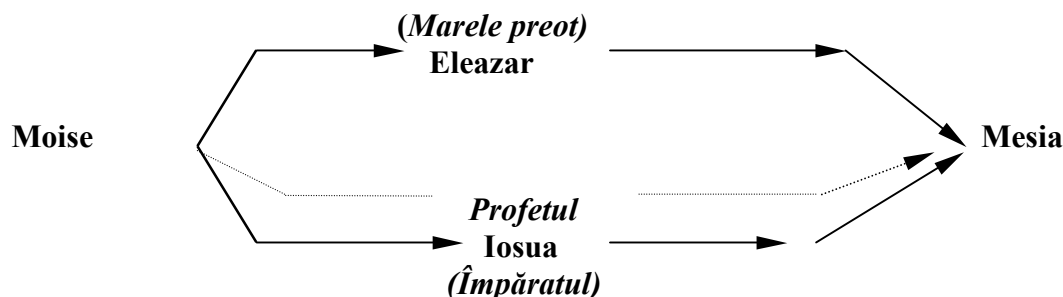 (Marele preot)
Eleazar
Moise
Mesia
Profetul
Iosua
(Împăratul)